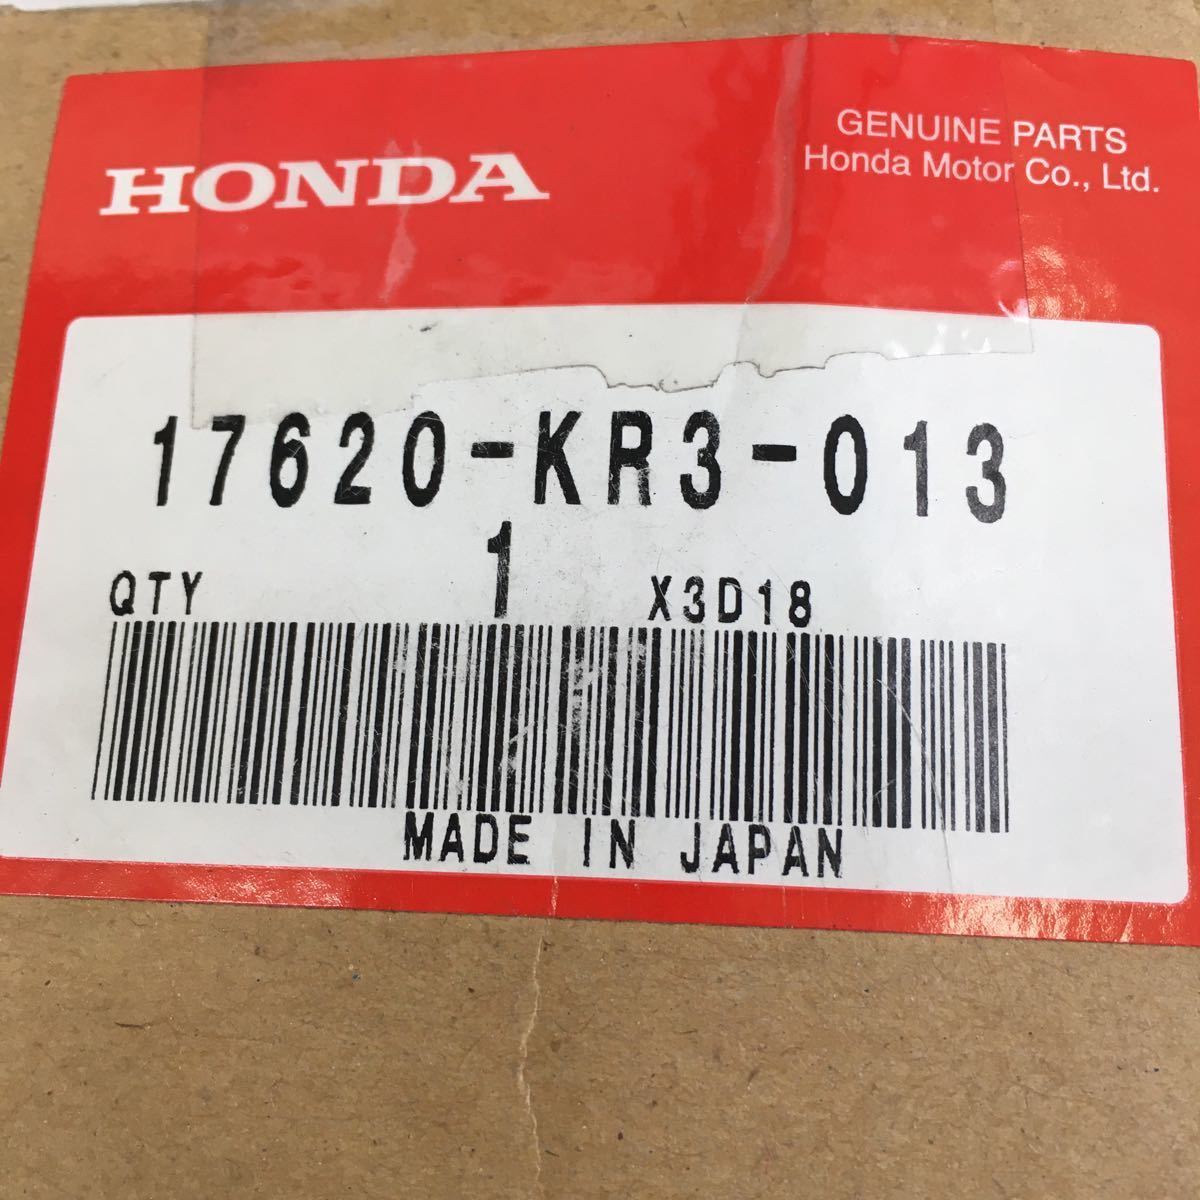 HONDA
GENUINE PARTS
Honda Motor Co., Ltd.
17620-KR3-013
QTY 1 X3D18
MADE IN JAPAN